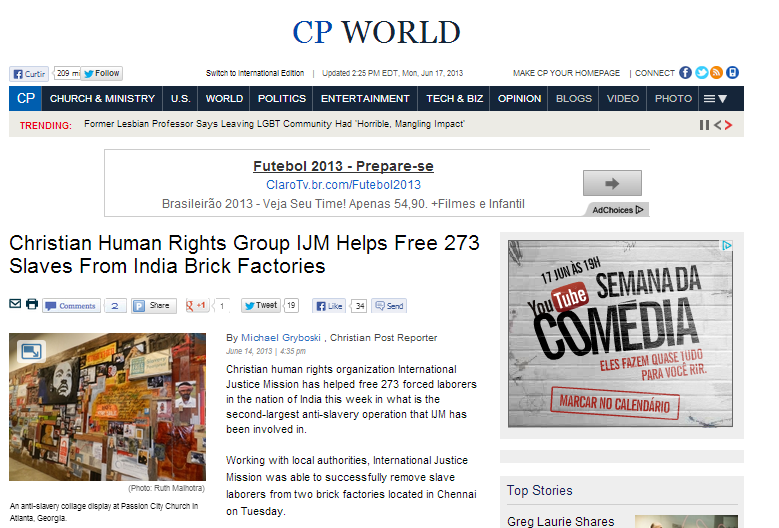 CP WORLD
Curtir
209 mi
Follow
Switch to International Edition | Updated 2:25 PM EDT, Mon, Jun 17, 2013
MAKE CP YOUR HOMEPAGE | CONNECT
CP CHURCH & MINISTRY U.S. WORLD POLITICS ENTERTAINMENT TECH & BIZ OPINION BLOGS VIDEO PHOTO
TRENDING: Former Lesbian Professor Says Leaving LGBT Community Had 'Horrible, Mangling Impact'
Futebol 2013 - Prepare-se
ClaroTv.br.com/Futebol2013
Brasileirão 2013 - Veja Seu Time! Apenas 54,90. +Filmes e Infantil
AdChoices
Christian Human Rights Group IJM Helps Free 273
Slaves From India Brick Factories
Comments 2 Share +1 1 Tweet 19 Like 34 Send
By Michael Gryboski , Christian Post Reporter
June 14, 2013 | 4:35 pm
Christian human rights organization International
Justice Mission has helped free 273 forced laborers
in the nation of India this week in what is the
second-largest anti-slavery operation that IJM has
been involved in.
Working with local authorities, International Justice
Mission was able to successfully remove slave
laborers from two brick factories located in Chennai
on Tuesday.
(Photo: Ruth Malhotra)
An anti-slavery collage display at Passion City Church in
Atlanta, Georgia.
17 JUN ÀS 19H
YouTube
SEMANA DA
COMÉDIA
ELES FAZEM QUASE TUDO
PARA VOCÊ RIR.
MARCAR NO CALENDÁRIO
Top Stories
Greg Laurie Shares